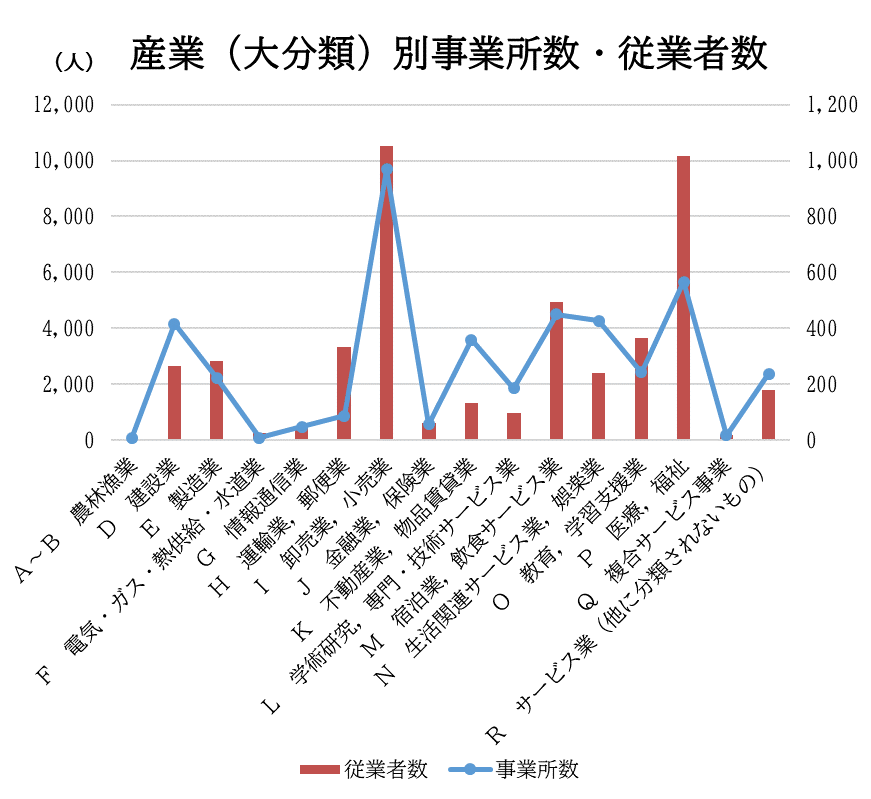 産業（大分類）別事業所数・従業者数
（人）
12,000
10,000
8,000
6,000
4,000
2,000
0
1,200
1,000
800
600
400
200
0
A～B　農林漁業
D　建設業
E　製造業
F　電気・ガス・熱供給・水道業
G　情報通信業
H　運輸業，郵便業
I　卸売業，小売業
J　金融業，保険業
K　不動産業，物品賃貸業
L　学術研究，専門・技術サービス業
M　宿泊業，飲食サービス業
N　生活関連サービス業，娯楽業
O　教育，学習支援業
P　医療，福祉
Q　複合サービス事業
R　サービス業（他に分類されないもの）
従業者数
事業所数